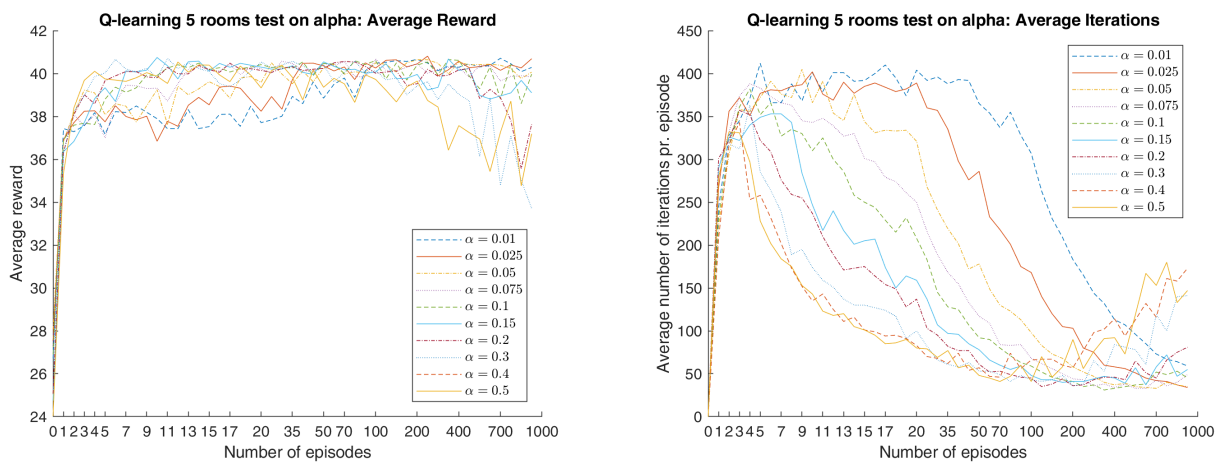 Q-learning 5 rooms test on alpha: Average Reward
42
40
38
36
34
32
30
28
26
24
Average reward
α = 0.01
α = 0.025
α = 0.05
α = 0.075
α = 0.1
α = 0.15
α = 0.2
α = 0.3
α = 0.4
α = 0.5
0 1 2 3 4 5 7 9 11 13 15 17 20 35 50 70 100 200 400 700 1000
Number of episodes
Q-learning 5 rooms test on alpha: Average Iterations
450
400
350
300
250
200
150
100
50
0
Average number of iterations pr. episode
α = 0.01
α = 0.025
α = 0.05
α = 0.075
α = 0.1
α = 0.15
α = 0.2
α = 0.3
α = 0.4
α = 0.5
0 1 2 3 4 5 7 9 11 13 15 17 20 35 50 70 100 200 400 700 1000
Number of episodes